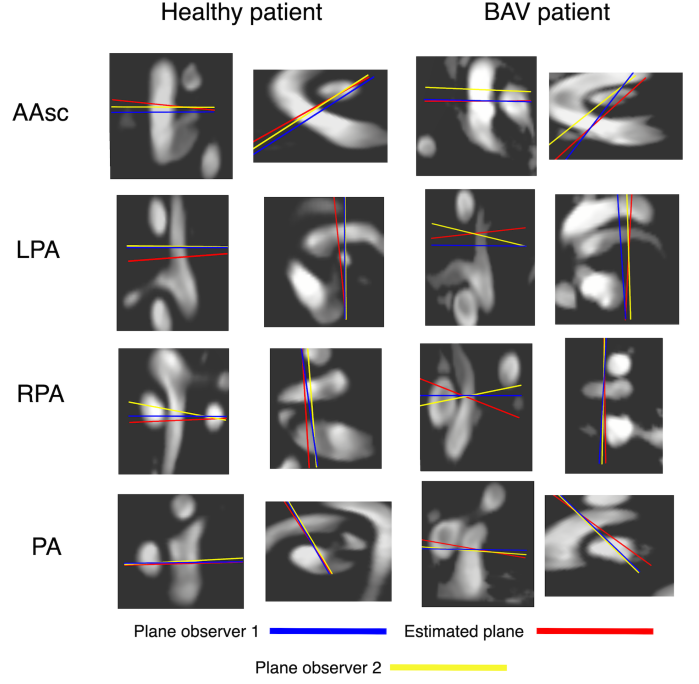 Healthy patient BAV patient
AAsc
LPA
RPA
PA
Plane observer 1 Estimated plane
Plane observer 2